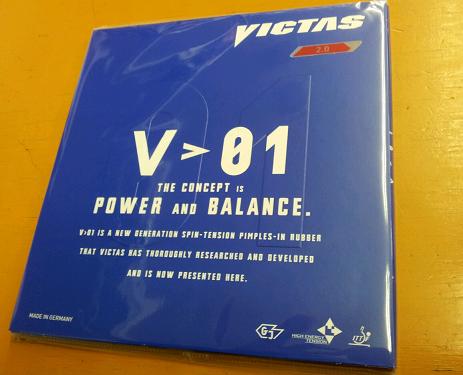 VICTAS
2.0
V>01
THE CONCEPT IS
POWER AND BALANCE.
V>01 IS A NEW GENERATION SPIN-TENSION PIMPLES-IN RUBBER
THAT VICTAS HAS THOROUGHLY RESEARCHED AND DEVELOPED
AND IS NOW PRESENTED HERE.
MADE IN GERMANY
HIGH ENERGY
TENSION
ITTF